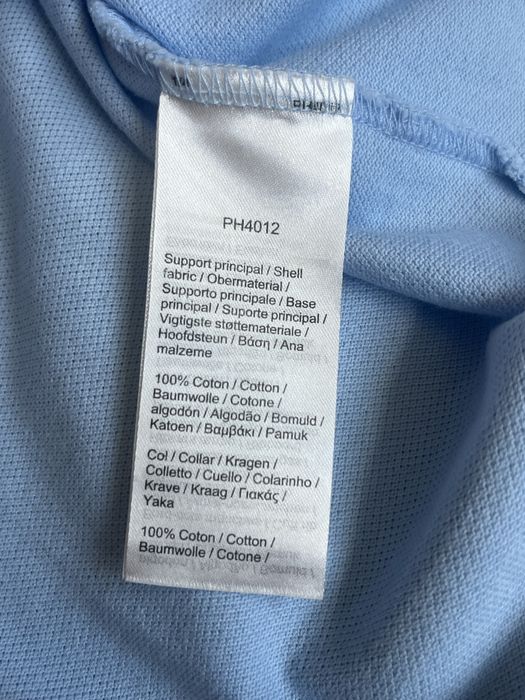 PH4012
Support principal / Shell
fabric / Obermaterial /
Supporto principale / Base
principal / Suporte principal /
Vigtigste støttemateriale /
Hoofdsteun / Βάση / Ana
malzeme
100% Coton / Cotton /
Baumwolle / Cotone /
algodón / Algodão / Bomuld /
Katoen / Βαμβάκι / Pamuk
Col / Collar / Kragen /
Colletto / Cuello / Colarinho /
Krave / Kraag / Γιακάς /
Yaka
100% Coton / Cotton /
Baumwolle / Cotone /